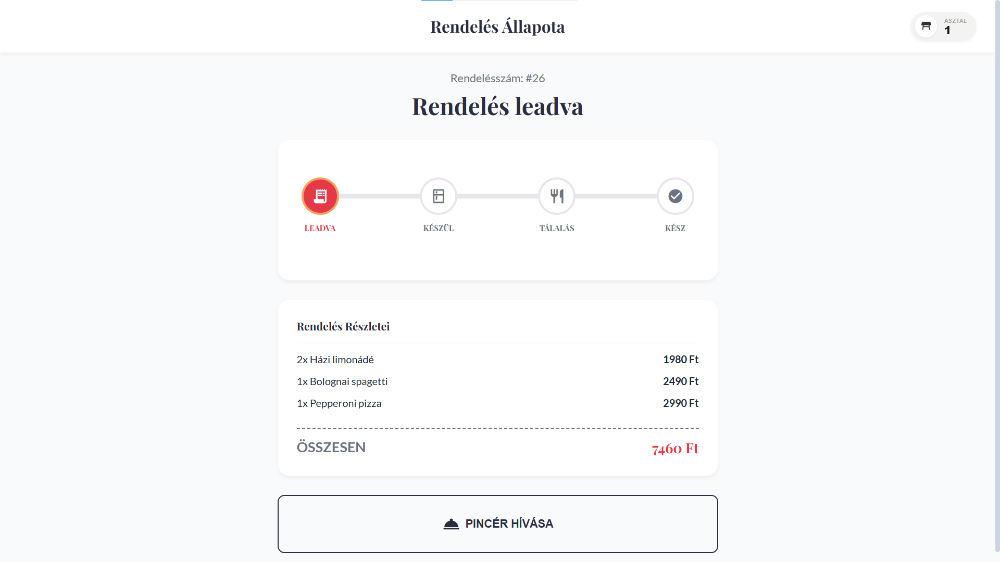 Rendelés Állapota
ASZTAL
1
Rendelésszám: #26
Rendelés leadva
LEADVA
KÉSZÜL
TÁLALÁS
KÉSZ
Rendelés Részletei
2x Házi limonádé 1980 Ft
1x Bolognai spagetti 2490 Ft
1x Pepperoni pizza 2990 Ft
ÖSSZESEN 7460 Ft
PINCÉR HÍVÁSA